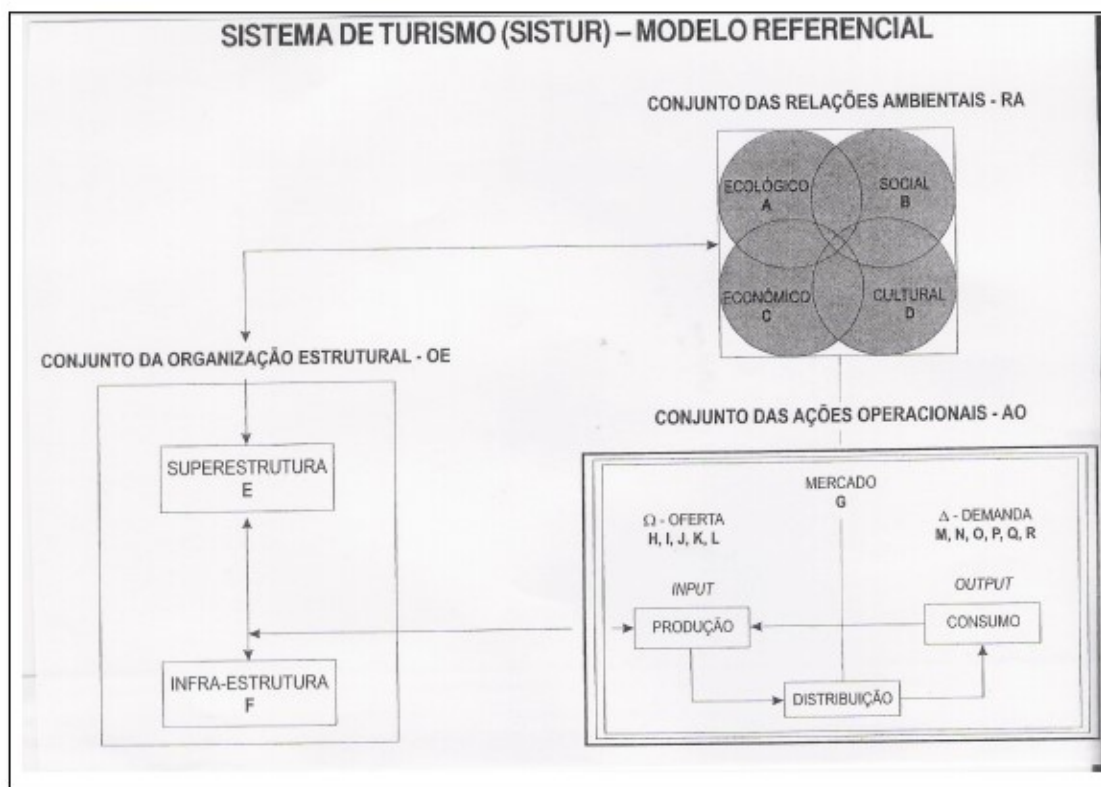 SISTEMA DE TURISMO (SISTUR) – MODELO REFERENCIAL
CONJUNTO DAS RELAÇÕES AMBIENTAIS - RA
ECOLÓGICO
A
SOCIAL
B
ECONÔMICO
C
CULTURAL
D
CONJUNTO DA ORGANIZAÇÃO ESTRUTURAL - OE
SUPERESTRUTURA
E
INFRA-ESTRUTURA
F
CONJUNTO DAS AÇÕES OPERACIONAIS - AO
MERCADO
G
Ω - OFERTA
H, I, J, K, L
Δ - DEMANDA
M, N, O, P, Q, R
INPUT
OUTPUT
PRODUÇÃO
CONSUMO
DISTRIBUIÇÃO